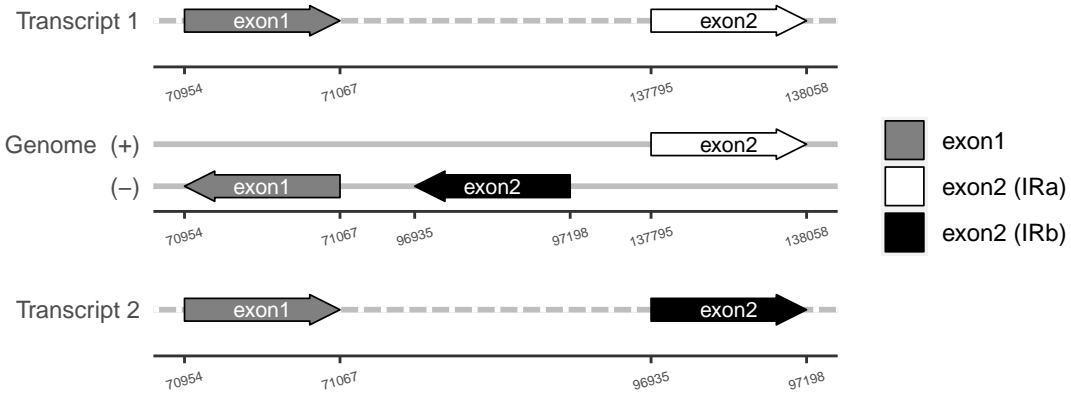 Transcript 1
exon1
exon2
70954
71067
137795
138058
Genome (+)
exon2
(−)
exon1
exon2
70954
71067
96935
97198
137795
138058
exon1
exon2 (IRa)
exon2 (IRb)
Transcript 2
exon1
exon2
70954
71067
96935
97198